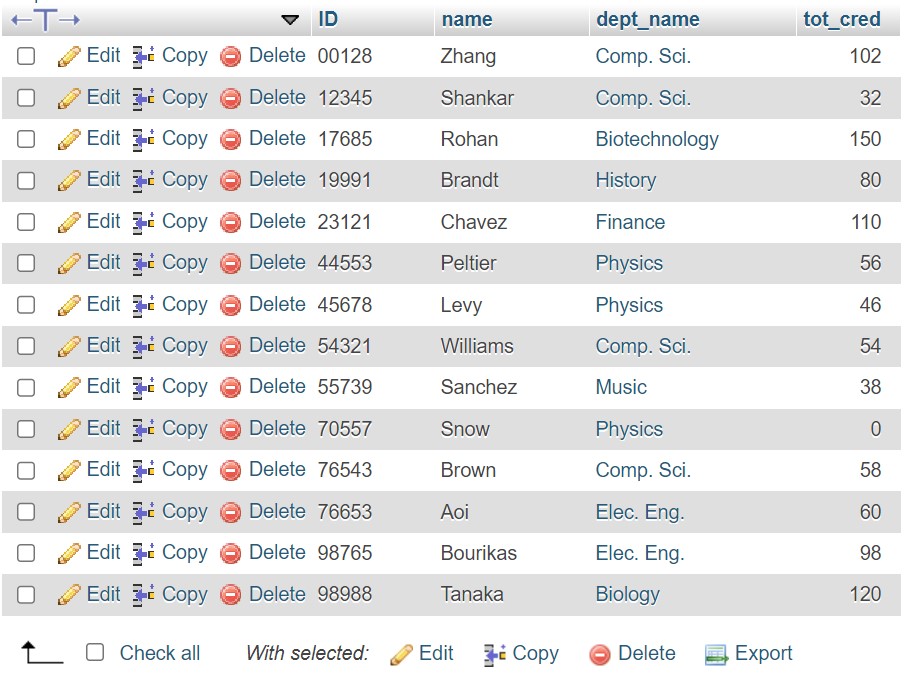 ID name dept_name tot_cred
Edit Copy Delete 00128 Zhang Comp. Sci. 102
Edit Copy Delete 12345 Shankar Comp. Sci. 32
Edit Copy Delete 17685 Rohan Biotechnology 150
Edit Copy Delete 19991 Brandt History 80
Edit Copy Delete 23121 Chavez Finance 110
Edit Copy Delete 44553 Peltier Physics 56
Edit Copy Delete 45678 Levy Physics 46
Edit Copy Delete 54321 Williams Comp. Sci. 54
Edit Copy Delete 55739 Sanchez Music 38
Edit Copy Delete 70557 Snow Physics 0
Edit Copy Delete 76543 Brown Comp. Sci. 58
Edit Copy Delete 76653 Aoi Elec. Eng. 60
Edit Copy Delete 98765 Bourikas Elec. Eng. 98
Edit Copy Delete 98988 Tanaka Biology 120
Check all With selected: Edit Copy Delete Export